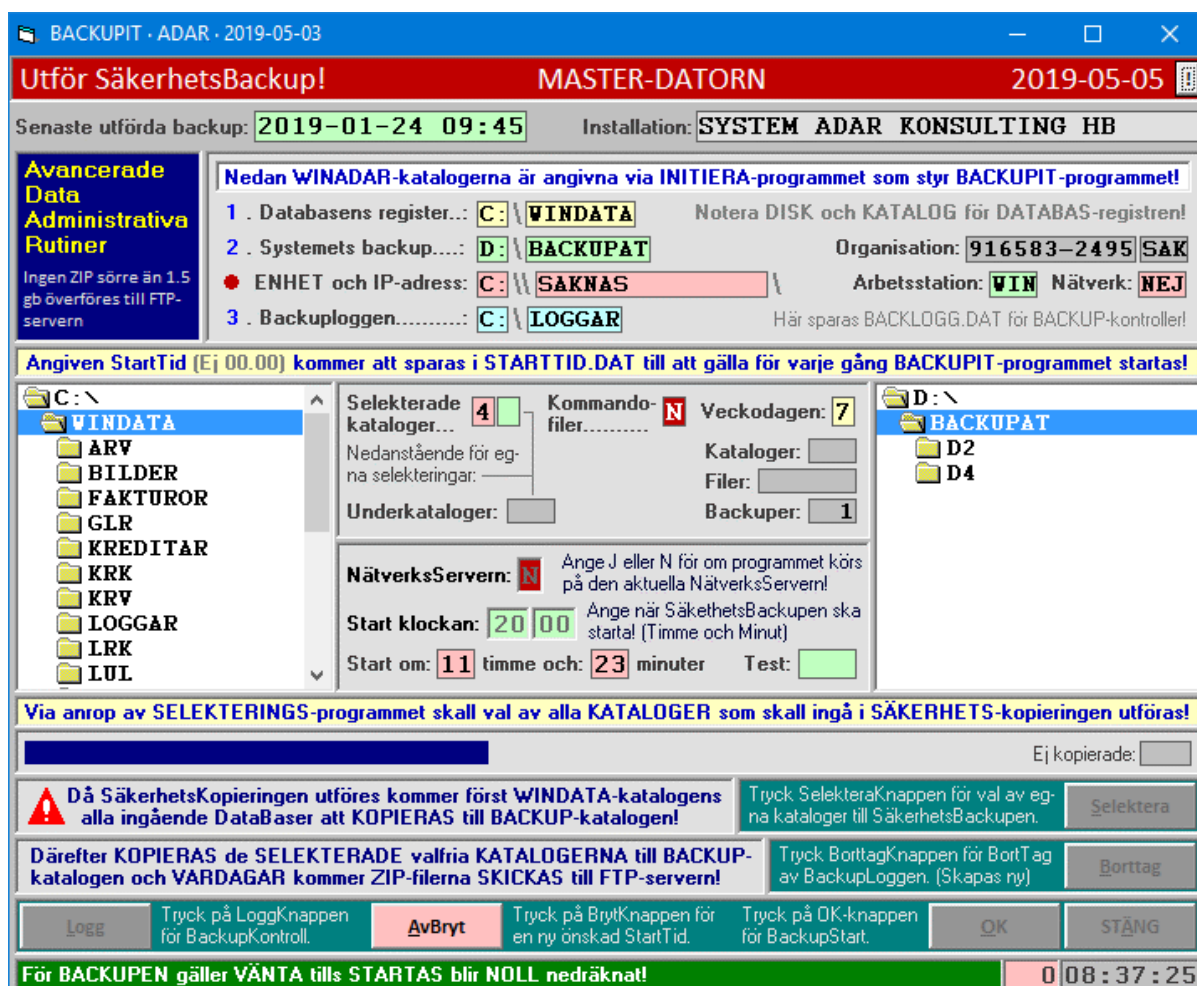 BACKUPIT · ADAR · 2019-05-03
Utför SäkerhetsBackup! MASTER-DATORN 2019-05-05
Senaste utförda backup: 2019-01-24 09:45 Installation: SYSTEM ADAR KONSULTING HB
Avancerade
Data
Administrativa
Rutiner
Ingen ZIP sörre än 1.5
gb överföres till FTP-
servern
Nedan WINADAR-katalogerna är angivna via INITIERA-programmet som styr BACKUPIT-programmet!
1 . Databasens register..: C: \ WINDATA Notera DISK och KATALOG för DATABAS-registren!
2 . Systemets backup....: D: \ BACKUPAT Organisation: 916583-2495 SAK
ENHET och IP-adress: C: \\ SAKNAS \ Arbetsstation: WIN Nätverk: NEJ
3 . Backuploggen..........: C: \ LOGGAR Här sparas BACKLOGG.DAT för BACKUP-kontroller!
Angiven StartTid (Ej 00.00) kommer att sparas i STARTTID.DAT till att gälla för varje gång BACKUPIT-programmet startas!
C:\
WINDATA
ARV
BILDER
FAKTUROR
GLR
KREDITAR
KRK
KRV
LOGGAR
LRK
LUL
Selekterade
kataloger... 4
Kommando-
filer.......... N
Veckodagen: 7
Nedanstående för eg-
na selekteringar:
Kataloger:
Filer:
Underkataloger:
Backuper: 1
NätverksServern: N
Ange J eller N för om programmet körs
på den aktuella NätverksServern!
Start klockan: 20 00
Ange när SäkethetsBackupen ska
starta! (Timme och Minut)
Start om: 11 timme och: 23 minuter Test:
D:\
BACKUPAT
D2
D4
Via anrop av SELEKTERINGS-programmet skall val av alla KATALOGER som skall ingå i SÄKERHETS-kopieringen utföras!
Ej kopierade:
Då SäkerhetsKopieringen utföres kommer först WINDATA-katalogens
alla ingående DataBaser att KOPIERAS till BACKUP-katalogen!
Tryck SelekteraKnappen för val av eg-
na kataloger till SäkerhetsBackupen.
Selektera
Därefter KOPIERAS de SELEKTERADE valfria KATALOGERNA till BACKUP-
katalogen och VARDAGAR kommer ZIP-filerna SKICKAS till FTP-servern!
Tryck BorttagKnappen för BortTag
av BackupLoggen. (Skapas ny)
Borttag
Logg
Tryck på LoggKnappen
för BackupKontroll.
AvBryt
Tryck på BrytKnappen för
en ny önskad StartTid.
Tryck på OK-knappen
för BackupStart.
OK
STÄNG
För BACKUPEN gäller VÄNTA tills STARTAS blir NOLL nedräknat! 0 08:37:25